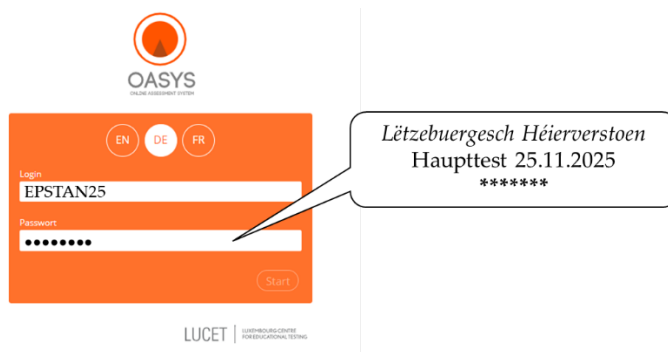 OASYS
ONLINE ASSESSMENT SYSTEM
EN DE FR
Login
EPSTAN25
Passwort
●●●●●●●●
Start
Lëtzebuergesch Héierverstoen
Haupttest 25.11.2025
*******
LUCET
LUXEMBOURG CENTRE
FOR EDUCATIONAL TESTING